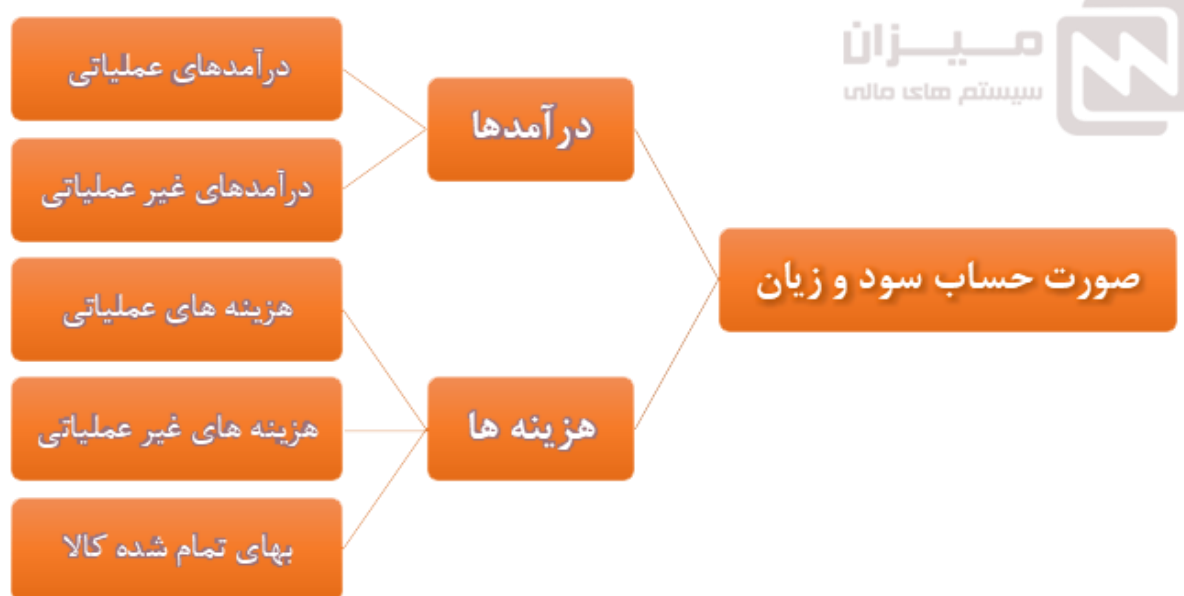 میزان
سیستم های مالی
صورت حساب سود و زیان
درآمدها
درآمدهای عملیاتی
درآمدهای غیر عملیاتی
هزینه ها
هزینه های عملیاتی
هزینه های غیر عملیاتی
بهای تمام شده کالا